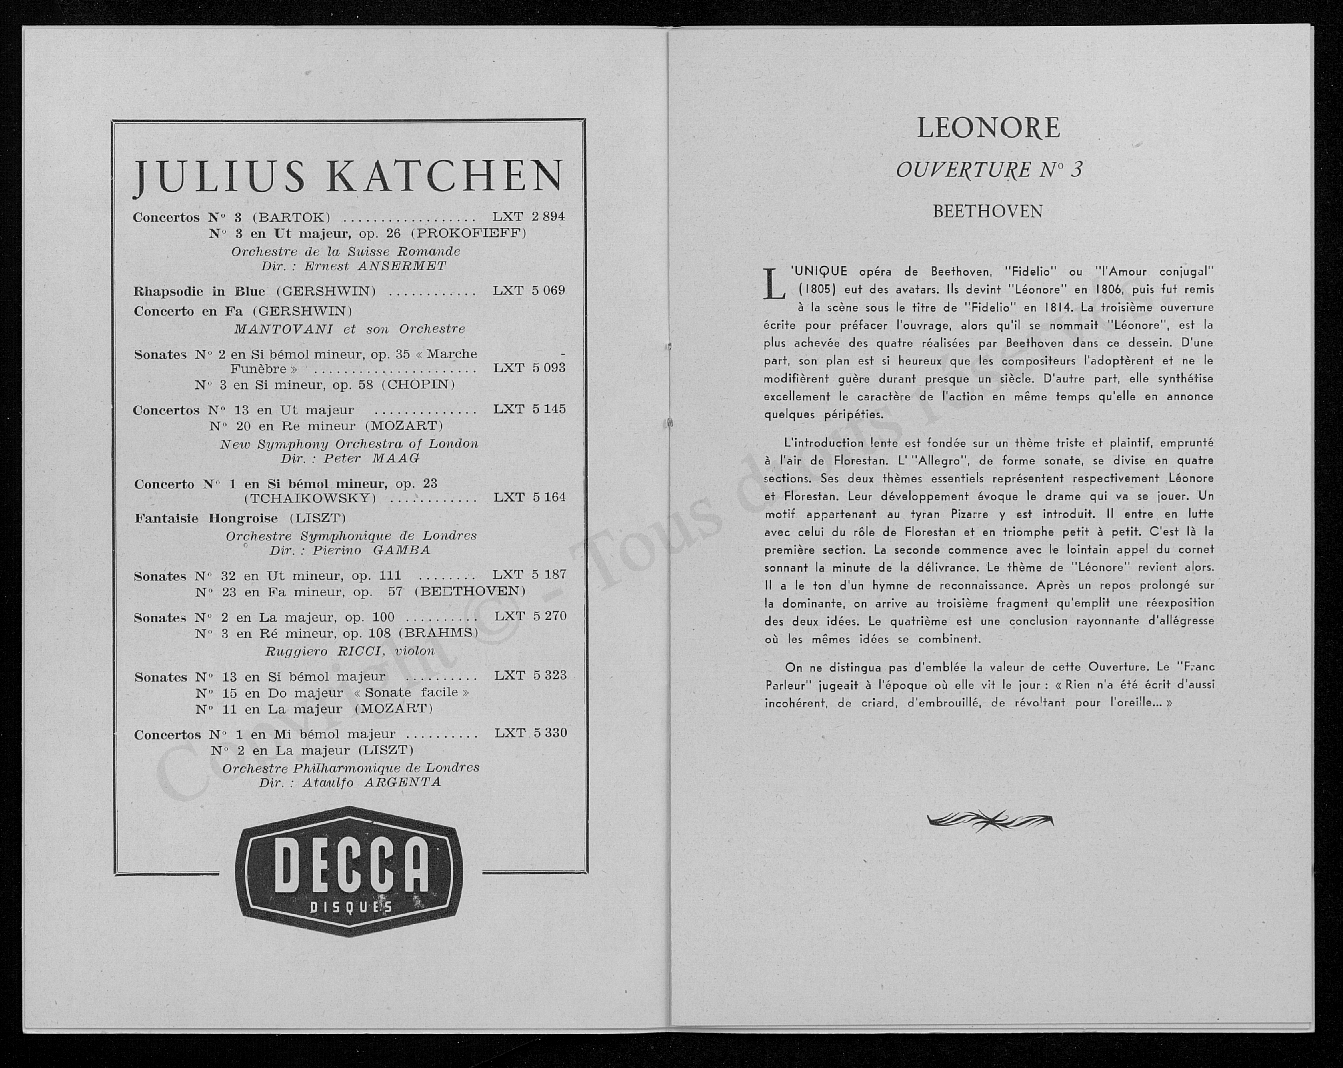 JULIUS KATCHEN
Concertos N° 3 (BARTOK) .................. LXT 2 894
N° 3 en Ut majeur, op. 26 (PROKOFIEFF)
Orchestre de la Suisse Romande
Dir. : Ernest ANSERMET
Rhapsodie in Blue (GERSHWIN) ............ LXT 5 069
Concerto en Fa (GERSHWIN)
MANTOVANI et son Orchestre
Sonates N° 2 en Si bémol mineur, op. 35 « Marche
Funèbre » ...................... LXT 5 093
N° 3 en Si mineur, op. 58 (CHOPIN)
Concertos N° 13 en Ut majeur .............. LXT 5 145
N° 20 en Re mineur (MOZART)
New Symphony Orchestra of London
Dir. : Peter MAAG
Concerto N° 1 en Si bémol mineur, op. 23
(TCHAIKOWSKY) ............ LXT 5 164
Fantaisie Hongroise (LISZT)
Orchestre Symphonique de Londres
Dir. : Pierino GAMBA
Sonates N° 32 en Ut mineur, op. 111 ........ LXT 5 187
N° 23 en Fa mineur, op. 57 (BEETHOVEN)
Sonates N° 2 en La majeur, op. 100 .......... LXT 5 270
N° 3 en Ré mineur, op. 108 (BRAHMS)
Ruggiero RICCI, violon
Sonates N° 13 en Si bémol majeur .......... LXT 5 323
N° 15 en Do majeur « Sonate facile »
N° 11 en La majeur (MOZART)
Concertos N° 1 en Mi bémol majeur .......... LXT 5 330
N° 2 en La majeur (LISZT)
Orchestre Philharmonique de Londres
Dir. : Ataulfo ARGENTA
DECCA
DISQUES
LEONORE
OUVERTURE N° 3
BEETHOVEN
L'UNIQUE opéra de Beethoven, "Fidelio" ou "l'Amour conjugal"
(1805) eut des avatars. Ils devint "Léonore" en 1806, puis fut remis
à la scène sous le titre de "Fidelio" en 1814. La troisième ouverture
écrite pour préfacer l'ouvrage, alors qu'il se nommait "Léonore", est la
plus achevée des quatre réalisées par Beethoven dans ce dessein. D'une
part, son plan est si heureux que les compositeurs l'adoptèrent et ne le
modifièrent guère durant presque un siècle. D'autre part, elle synthétise
excellement le caractère de l'action en même temps qu'elle en annonce
quelques péripéties.
L'introduction lente est fondée sur un thème triste et plaintif, emprunté
à l'air de Florestan. L' "Allegro", de forme sonate, se divise en quatre
sections. Ses deux thèmes essentiels représentent respectivement Léonore
et Florestan. Leur développement évoque le drame qui va se jouer. Un
motif appartenant au tyran Pizarre y est introduit. Il entre en lutte
avec celui du rôle de Florestan et en triomphe petit à petit. C'est là la
première section. La seconde commence avec le lointain appel du cornet
sonnant la minute de la délivrance. Le thème de "Léonore" revient alors.
Il a le ton d'un hymne de reconnaissance. Après un repos prolongé sur
la dominante, on arrive au troisième fragment qu'emplit une réexposition
des deux idées. Le quatrième est une conclusion rayonnante d'allégresse
où les mêmes idées se combinent.
On ne distingua pas d'emblée la valeur de cette Ouverture. Le "Franc
Parleur" jugeait à l'époque où elle vit le jour : « Rien n'a été écrit d'aussi
incohérent, de criard, d'embrouillé, de révoltant pour l'oreille... »
Copyright © - Tous droits réservés.